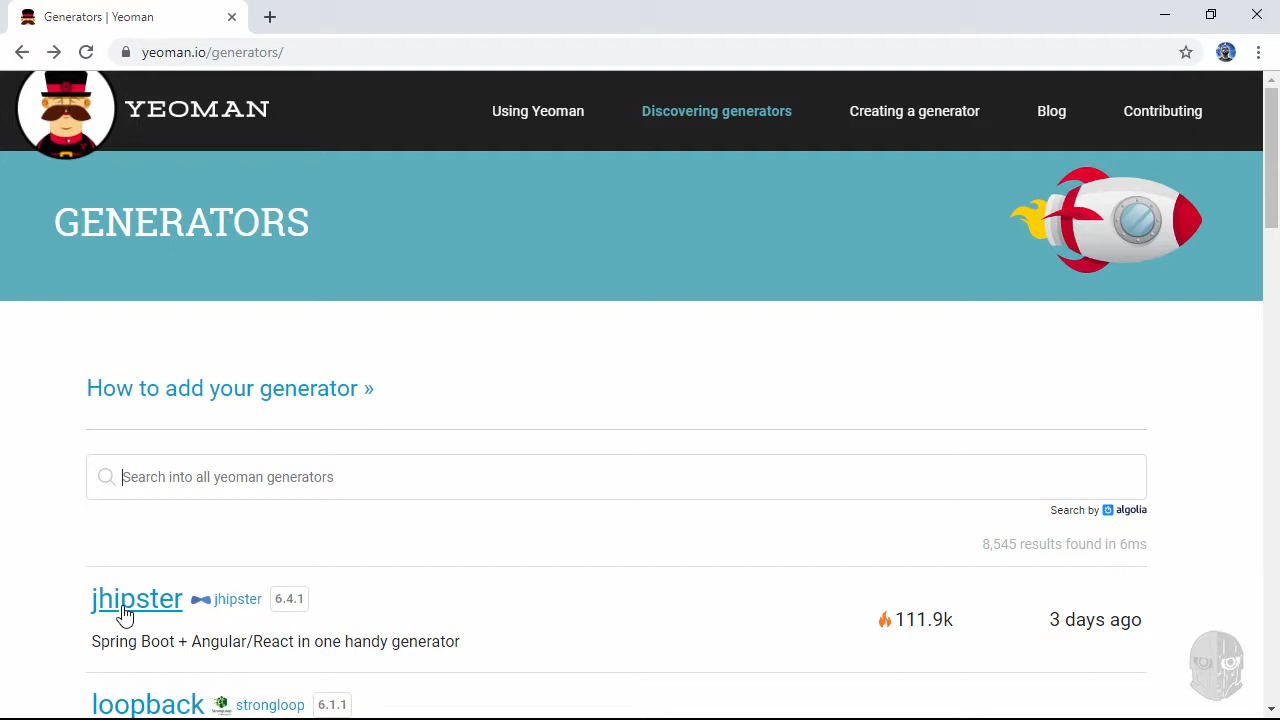 Generators | Yeoman
yeoman.io/generators/
YEOMAN
Using Yeoman
Discovering generators
Creating a generator
Blog
Contributing
GENERATORS
How to add your generator »
Search into all yeoman generators
Search by algolia
8,545 results found in 6ms
jhipster jhipster 6.4.1
111.9k
3 days ago
Spring Boot + Angular/React in one handy generator
loopback strongloop 6.1.1